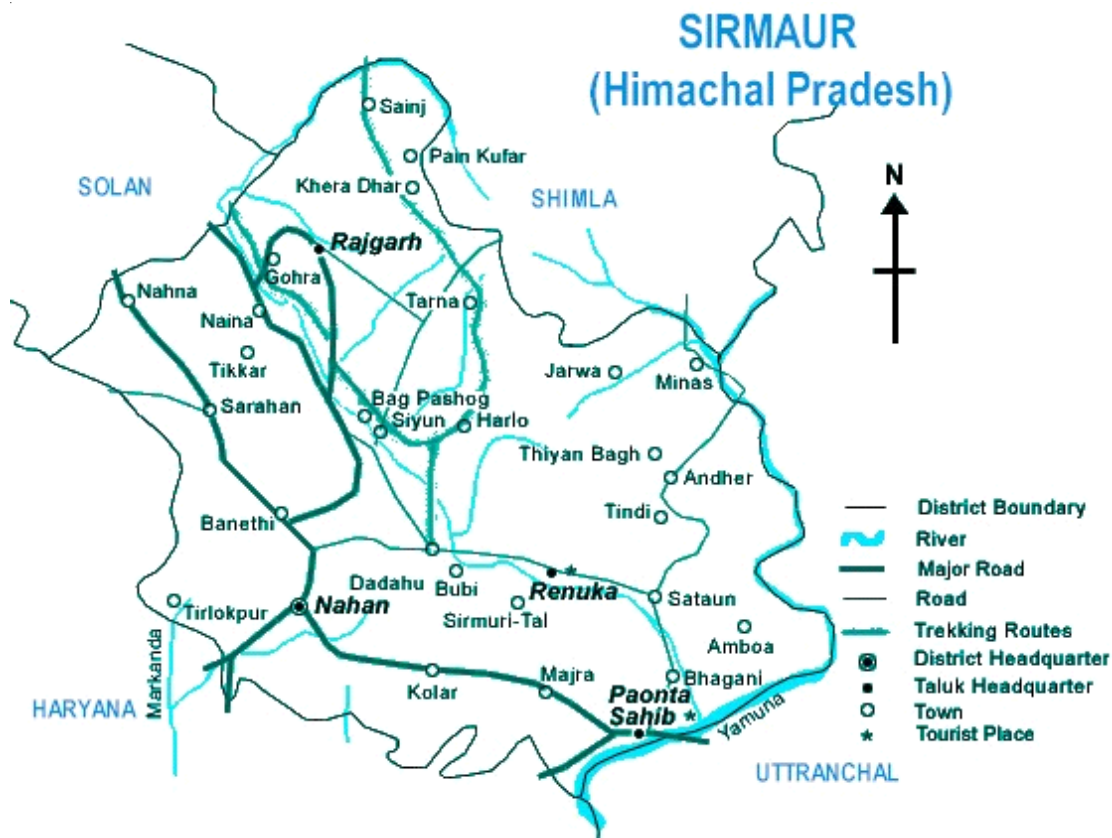 SIRMAUR
(Himachal Pradesh)
Sainj
Pain Kufar
Khera Dhar
SOLAN
SHIMLA
N
Rajgarh
Gohra
Nahna
Naina
Tarna
Tikkar
Jarwa
Minas
Sarahan
Bag Pashog
Siyun
Harlo
Thiyan Bagh
Andher
Banethi
Tindi
District Boundary
River
Major Road
Road
Trekking Routes
District Headquarter
Taluk Headquarter
Town
Tourist Place
Dadahu
Bubi
Renuka
Sataun
Tirlokpur
Nahan
Sirmuri-Tal
Amboa
Markanda
Kolar
Majra
Bhagani
HARYANA
Paonta
Sahib
Yamuna
UTTRANCHAL